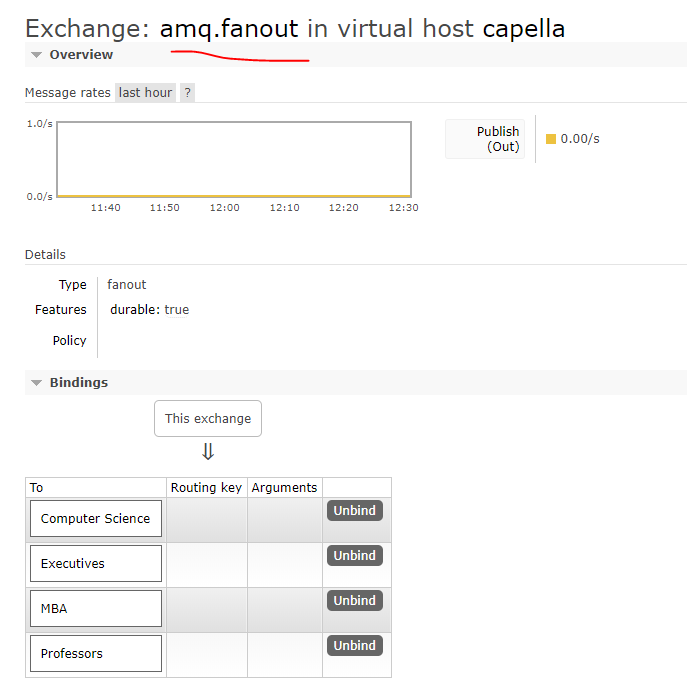 Exchange: amq.fanout in virtual host capella
Overview
Message rates last hour ?
1.0/s
0.0/s
11:40 11:50 12:00 12:10 12:20 12:30
Publish
(Out)
0.00/s
Details
Type fanout
Features durable: true
Policy
Bindings
This exchange
⇓
To Routing key Arguments
Computer Science Unbind
Executives Unbind
MBA Unbind
Professors Unbind